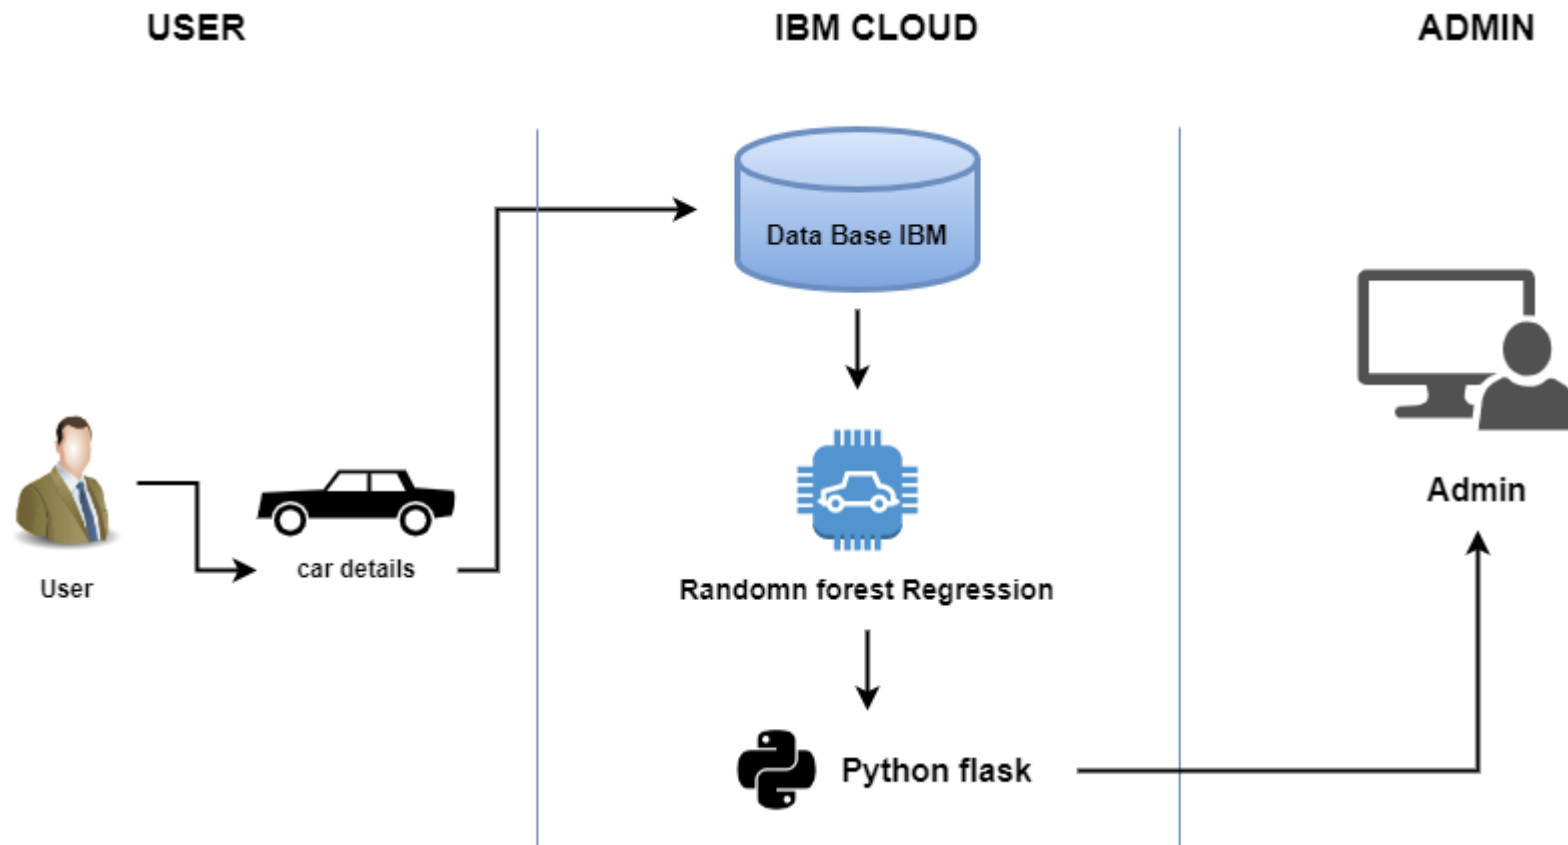 USER
IBM CLOUD
ADMIN
Data Base IBM
User
car details
Randomn forest Regression
Python flask
Admin